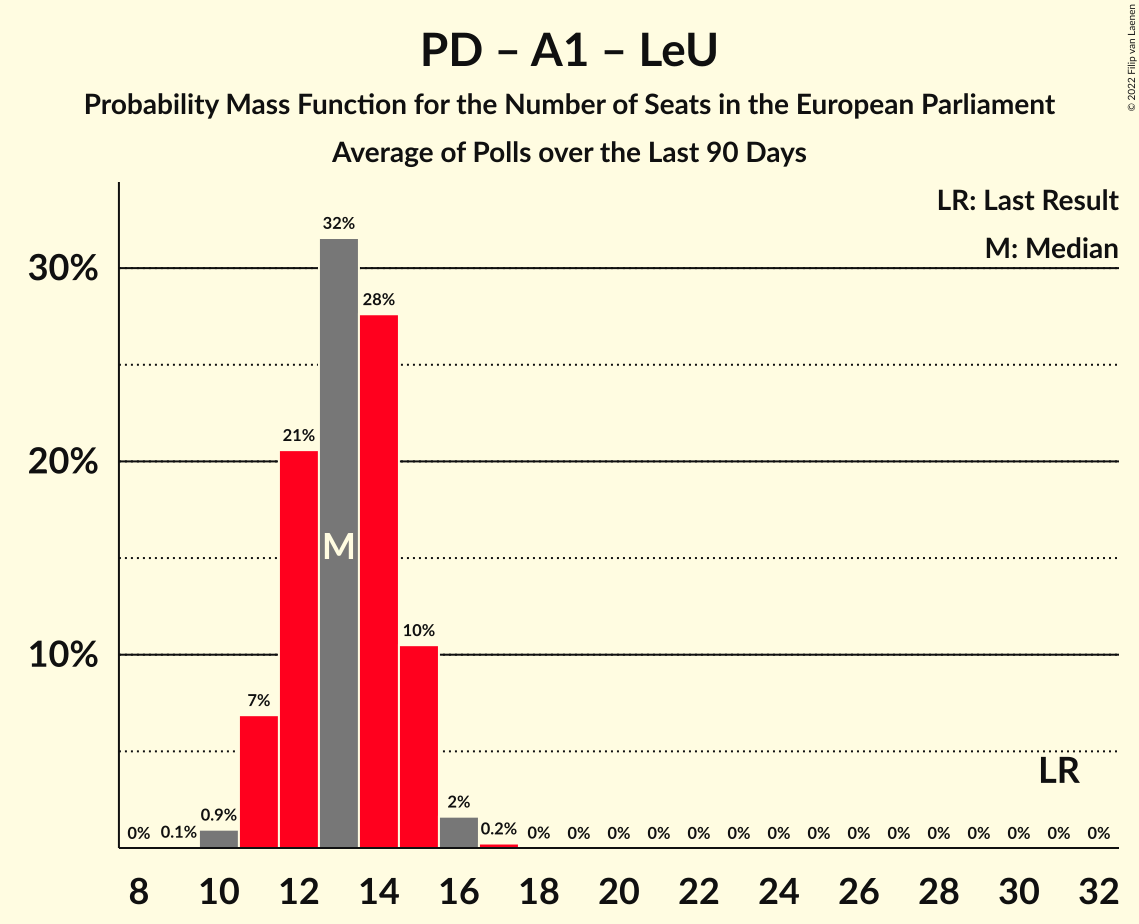 PD – A1 – LeU
Probability Mass Function for the Number of Seats in the European Parliament
Average of Polls over the Last 90 Days
© 2022 Filip van Laenen
LR: Last Result
M: Median
30%
20%
10%
0% 0.1% 0.9% 7% 21% 32% 28% 10% 2% 0.2% 0% 0% 0% 0% 0% 0% 0% 0% 0% 0% 0% 0% 0% 0% 0%
M
LR
8 10 12 14 16 18 20 22 24 26 28 30 32